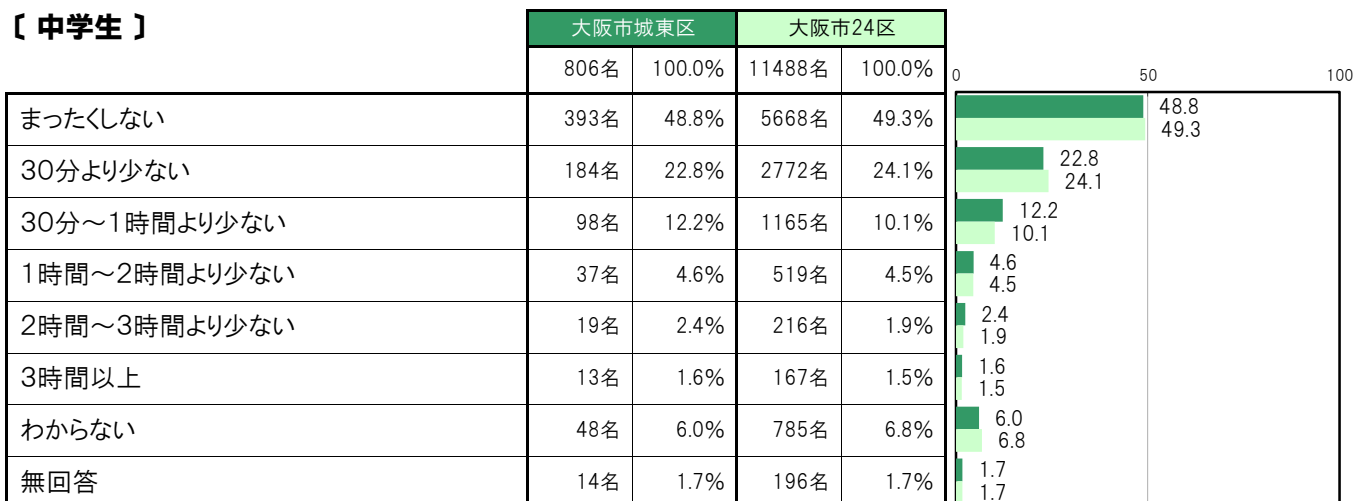 〔 中学生 〕
大阪市城東区 大阪市24区
806名 100.0% 11488名 100.0%
0 50 100
まったくしない 393名 48.8% 5668名 49.3% 48.8
49.3
30分より少ない 184名 22.8% 2772名 24.1% 22.8
24.1
30分～1時間より少ない 98名 12.2% 1165名 10.1% 12.2
10.1
1時間～2時間より少ない 37名 4.6% 519名 4.5% 4.6
4.5
2時間～3時間より少ない 19名 2.4% 216名 1.9% 2.4
1.9
3時間以上 13名 1.6% 167名 1.5% 1.6
1.5
わからない 48名 6.0% 785名 6.8% 6.0
6.8
無回答 14名 1.7% 196名 1.7% 1.7
1.7